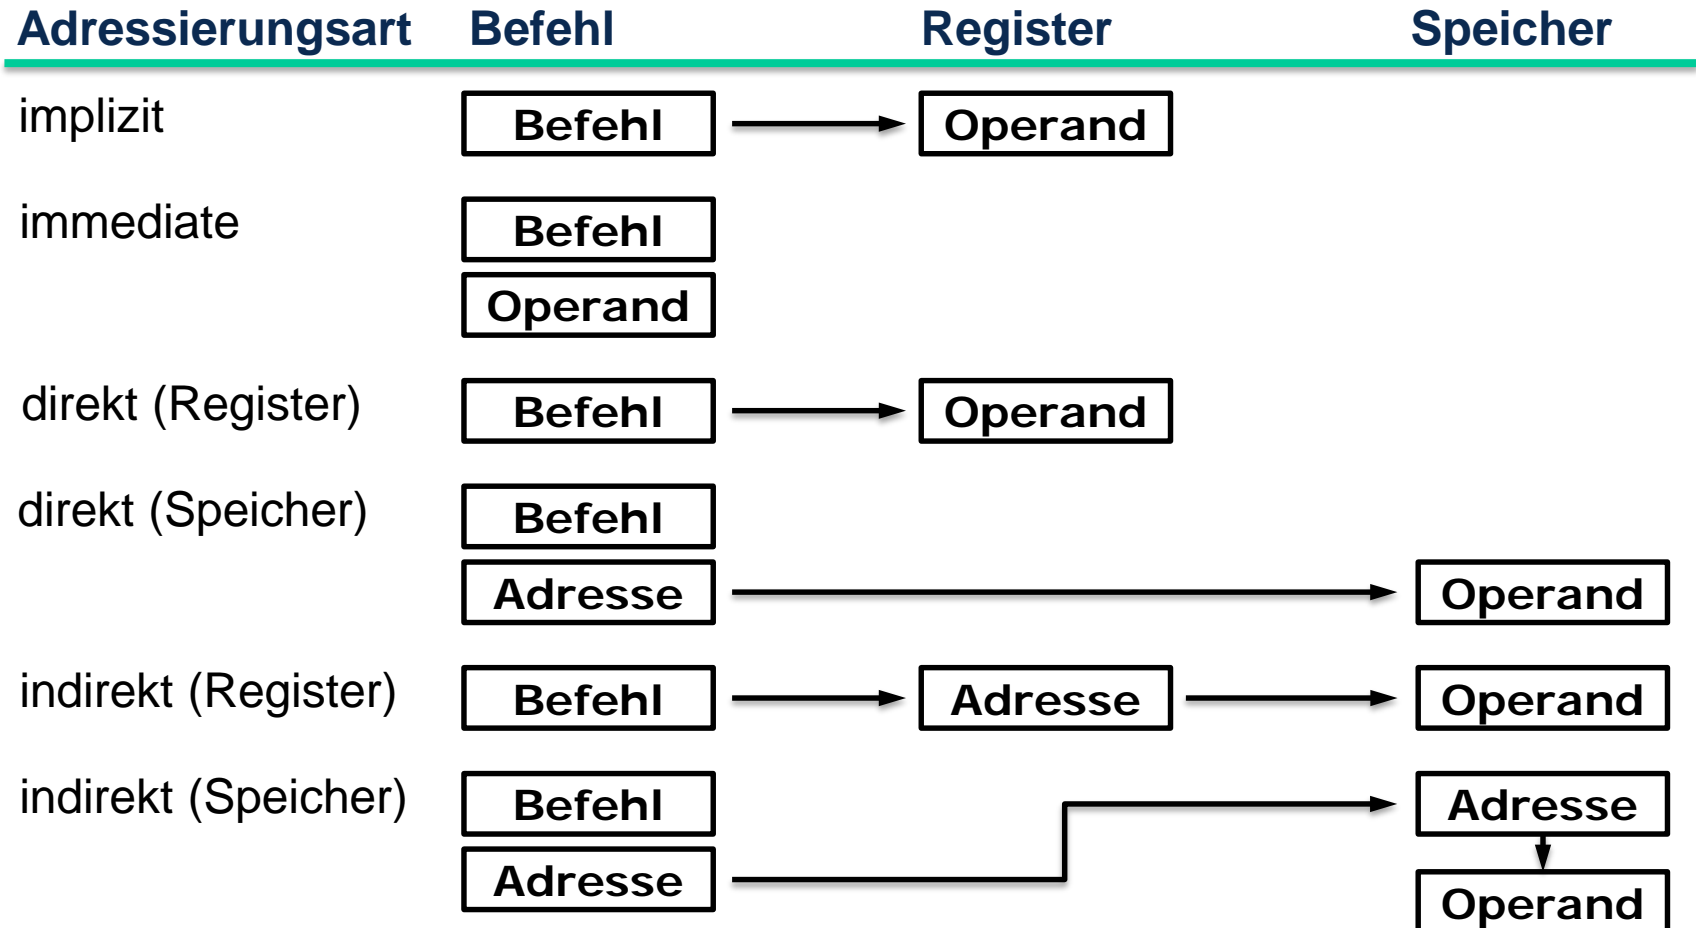 Adressierungsart Befehl Register Speicher
implizit Befehl Operand
immediate Befehl
Operand
direkt (Register) Befehl Operand
direkt (Speicher) Befehl
Adresse Operand
indirekt (Register) Befehl Adresse Operand
indirekt (Speicher) Befehl Adresse
Adresse Operand